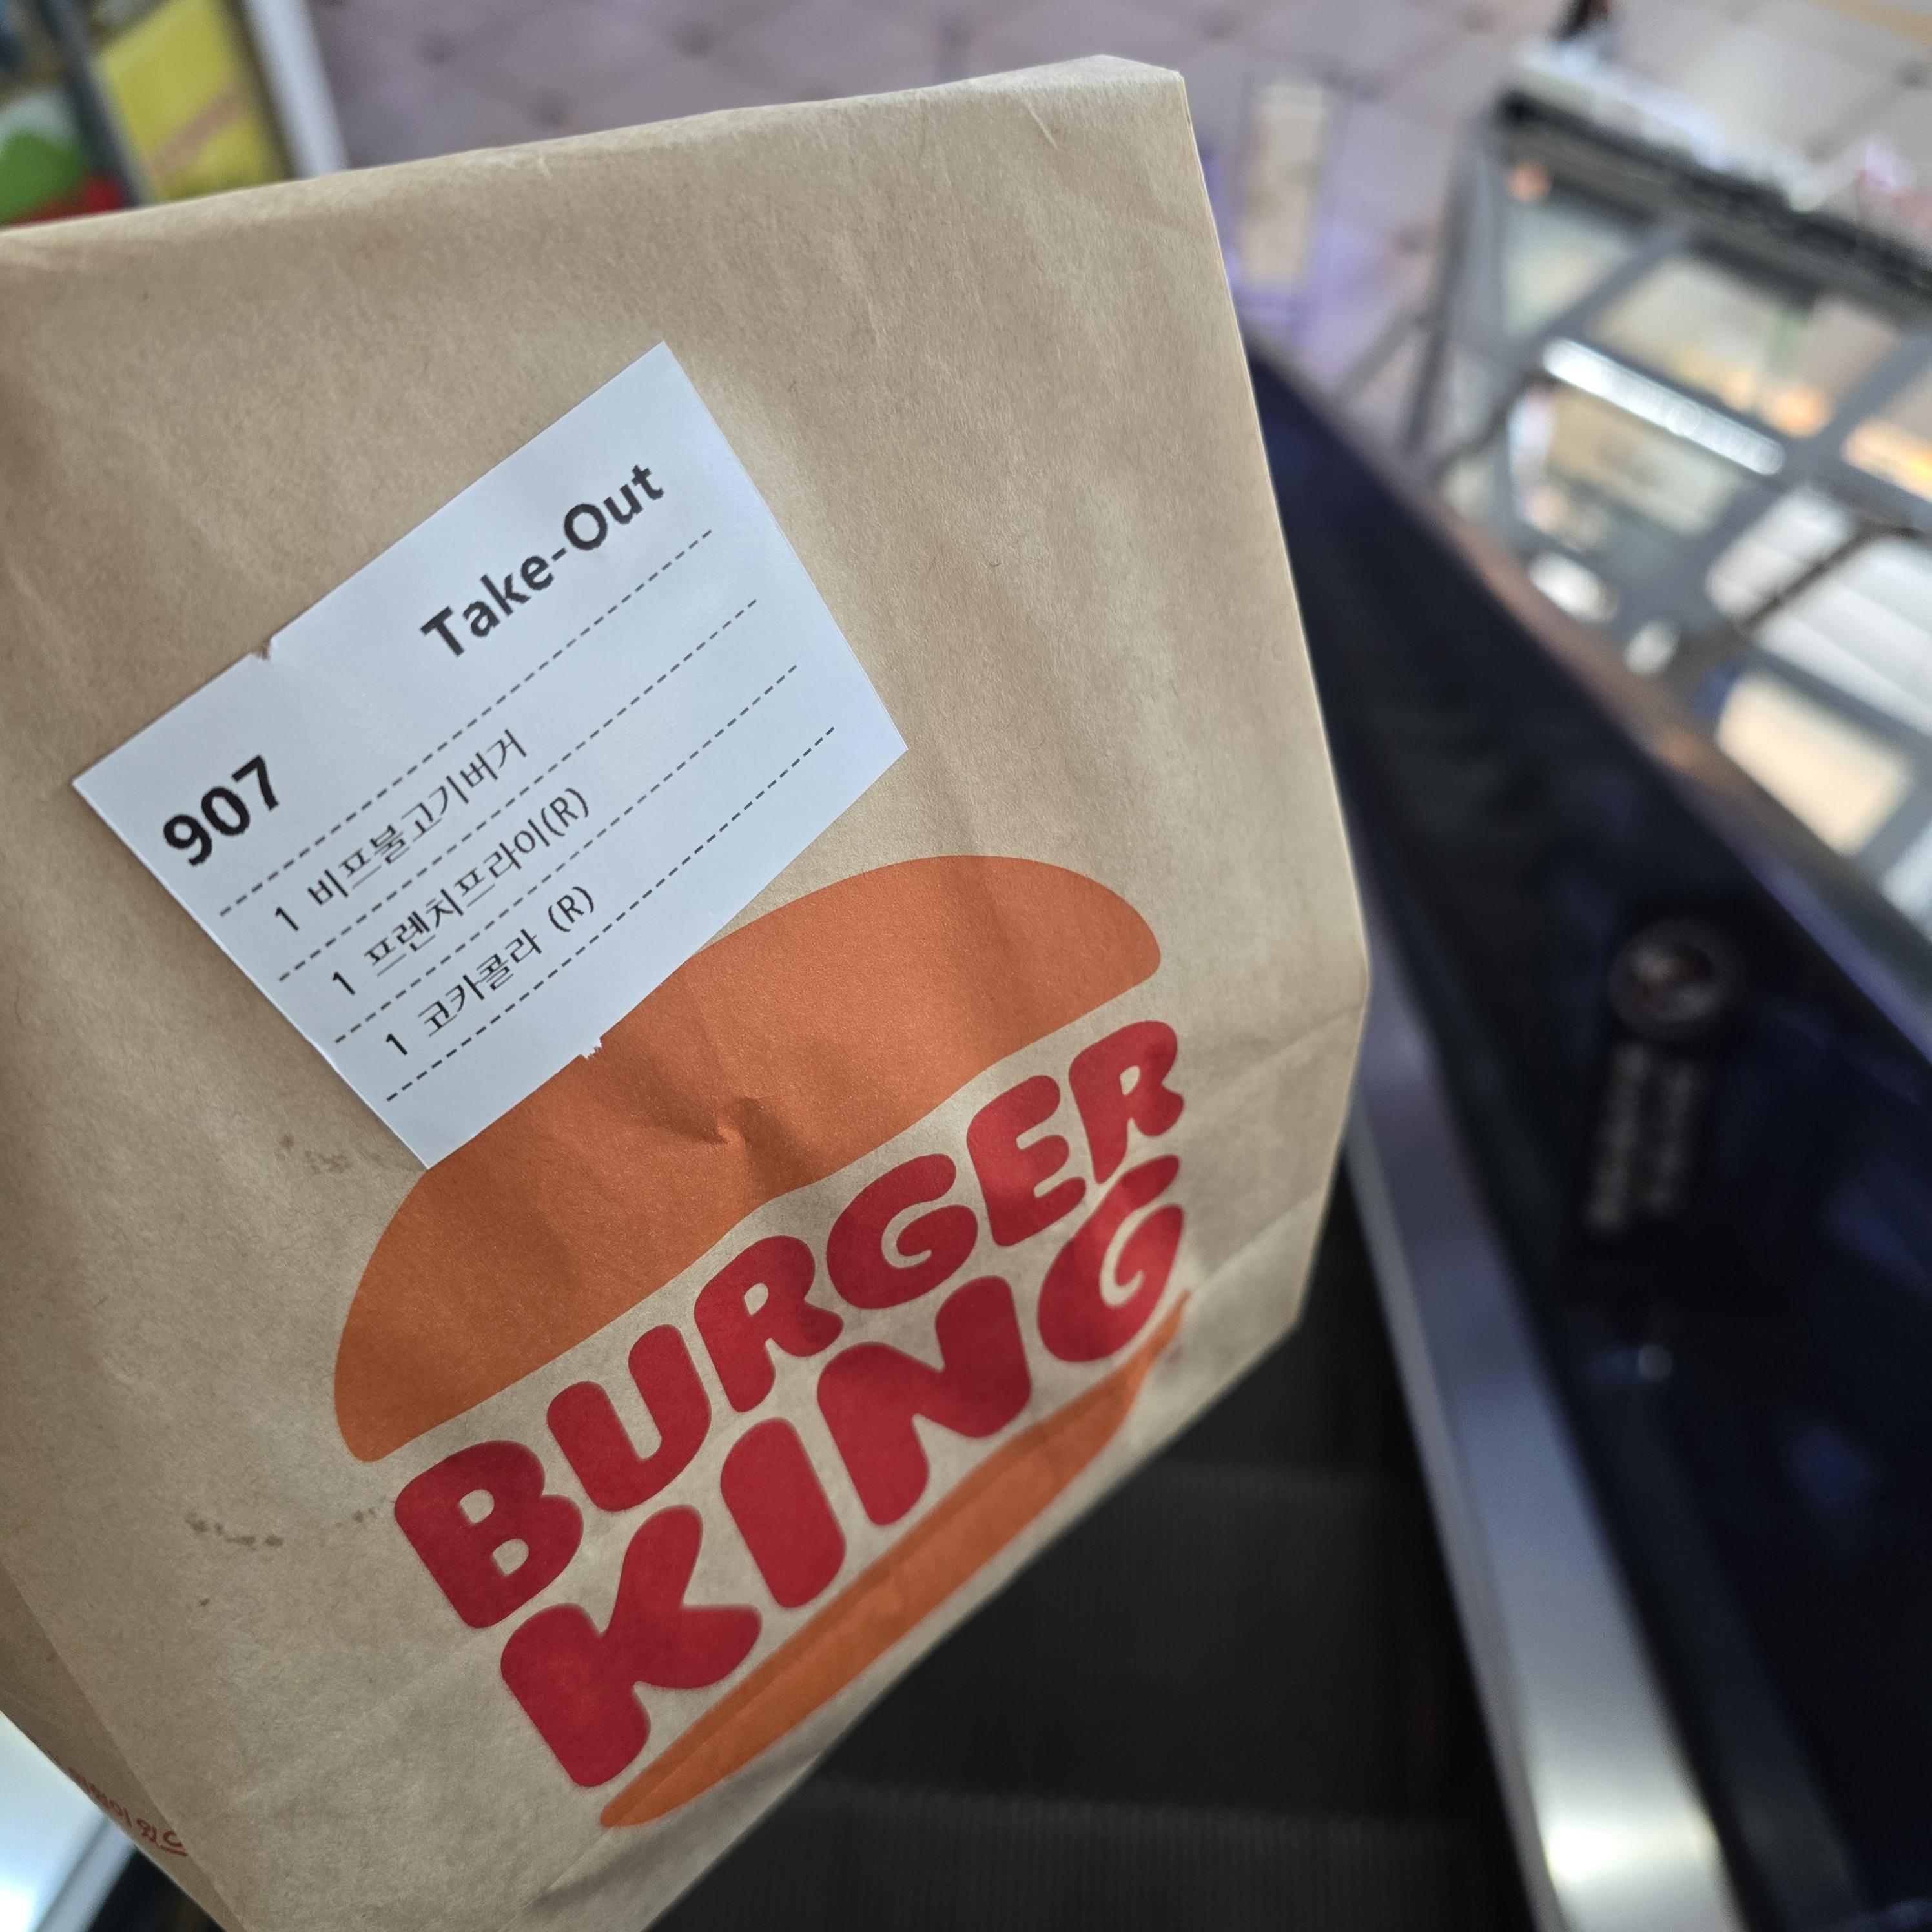 907 Take-Out
1 비프불고기버거
1 프렌치프라이(R)
1 코카콜라 (R)
BURGER
KING